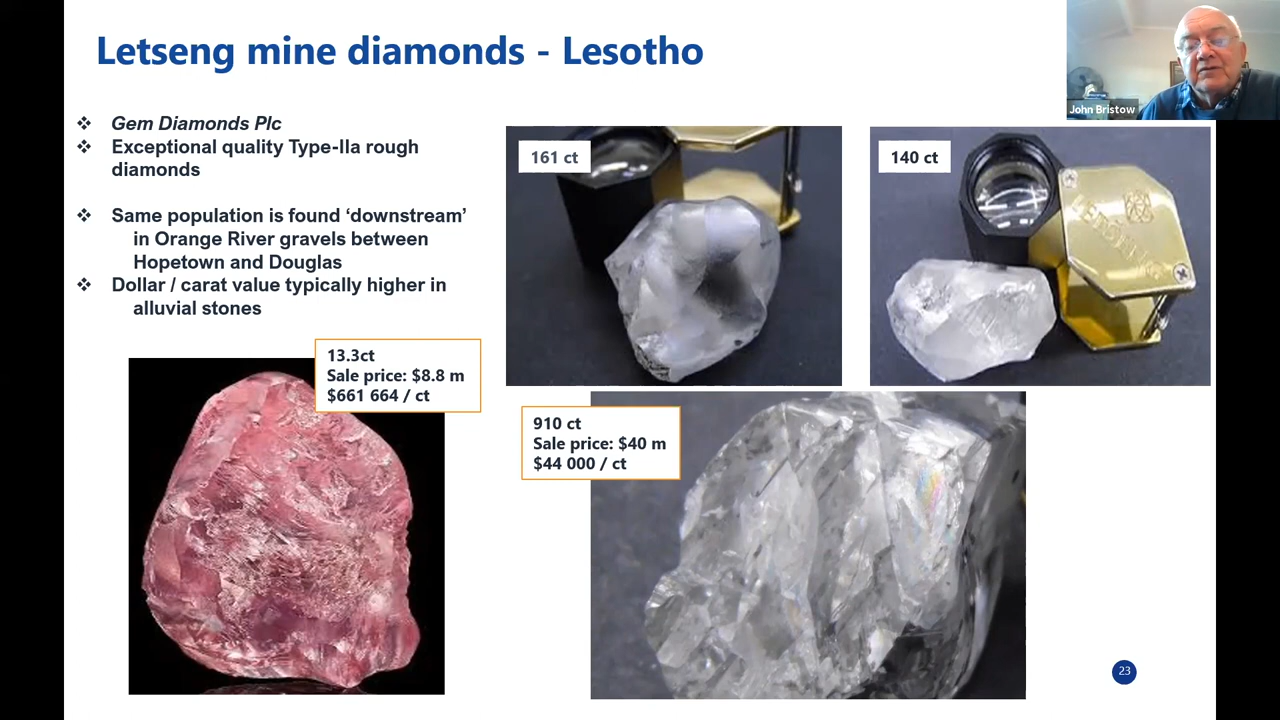 Letseng mine diamonds - Lesotho
John Bristow
❖ Gem Diamonds Plc
❖ Exceptional quality Type-IIa rough
diamonds
❖ Same population is found ‘downstream’
in Orange River gravels between
Hopetown and Douglas
❖ Dollar / carat value typically higher in
alluvial stones
161 ct
140 ct
LETSENG
13.3ct
Sale price: $8.8 m
$661 664 / ct
910 ct
Sale price: $40 m
$44 000 / ct
23